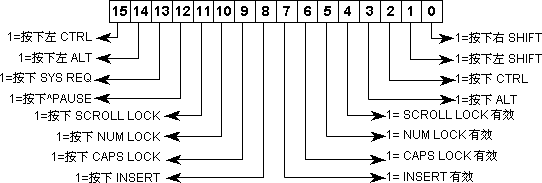 15 14 13 12 11 10 9 8 7 6 5 4 3 2 1 0
1=按下左 CTRL
1=按下右 SHIFT
1=按下左 ALT
1=按下左 SHIFT
1=按下 SYS REQ
1=按下 CTRL
1=按下^PAUSE
1=按下 ALT
1=按下 SCROLL LOCK
1= SCROLL LOCK 有效
1=按下 NUM LOCK
1= NUM LOCK 有效
1=按下 CAPS LOCK
1= CAPS LOCK 有效
1=按下 INSERT
1= INSERT 有效